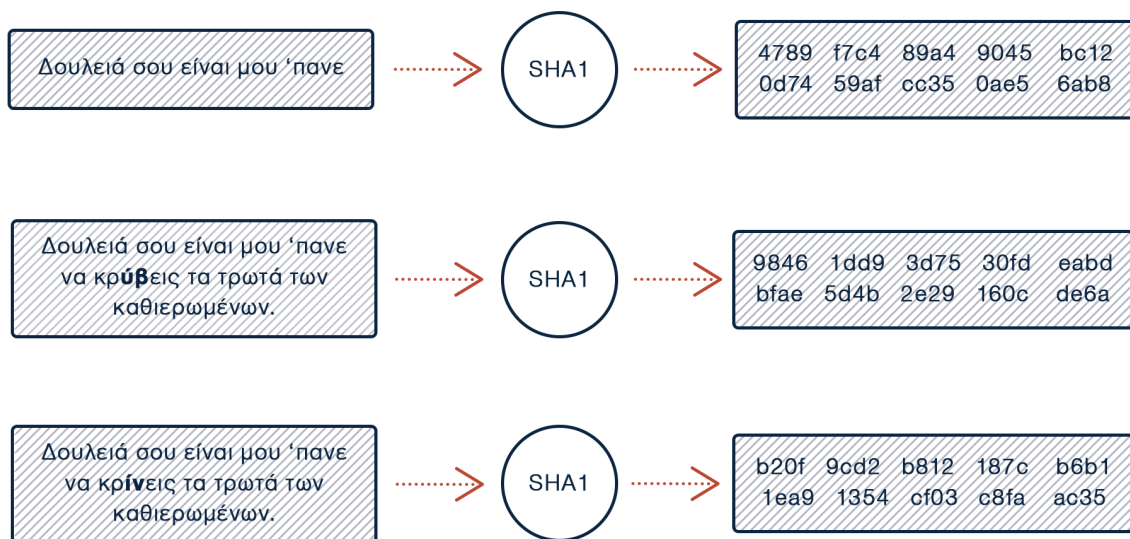 Δουλειά σου είναι μου ‘πανε
SHA1
4789 f7c4 89a4 9045 bc12
0d74 59af cc35 0ae5 6ab8
Δουλειά σου είναι μου ‘πανε
να κρύβεις τα τρωτά των
καθιερωμένων.
SHA1
9846 1dd9 3d75 30fd eabd
bfae 5d4b 2e29 160c de6a
Δουλειά σου είναι μου ‘πανε
να κρίνεις τα τρωτά των
καθιερωμένων.
SHA1
b20f 9cd2 b812 187c b6b1
1ea9 1354 cf03 c8fa ac35